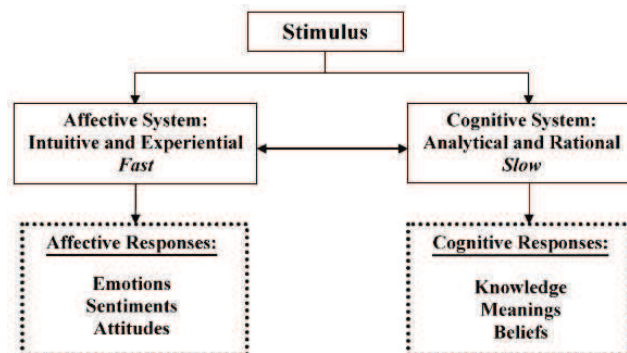 Stimulus
Affective System:
Intuitive and Experiential
Fast
Cognitive System:
Analytical and Rational
Slow
Affective Responses:
Emotions
Sentiments
Attitudes
Cognitive Responses:
Knowledge
Meanings
Beliefs